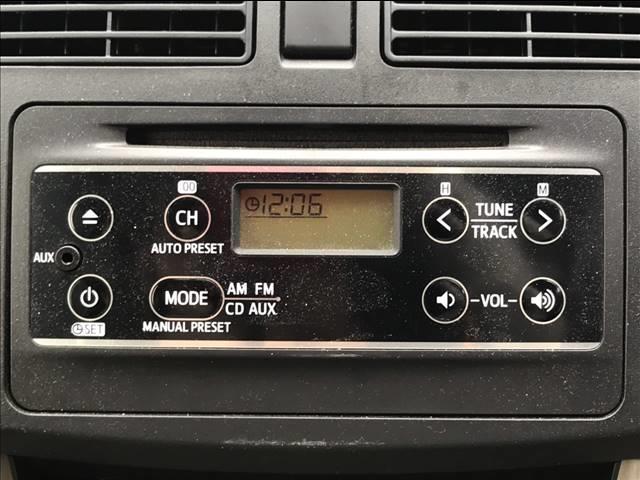 :00
CH
AUTO PRESET
AUX
SET
MODE
MANUAL PRESET
AM FM
CD AUX
12:06
H
M
TUNE
TRACK
VOL